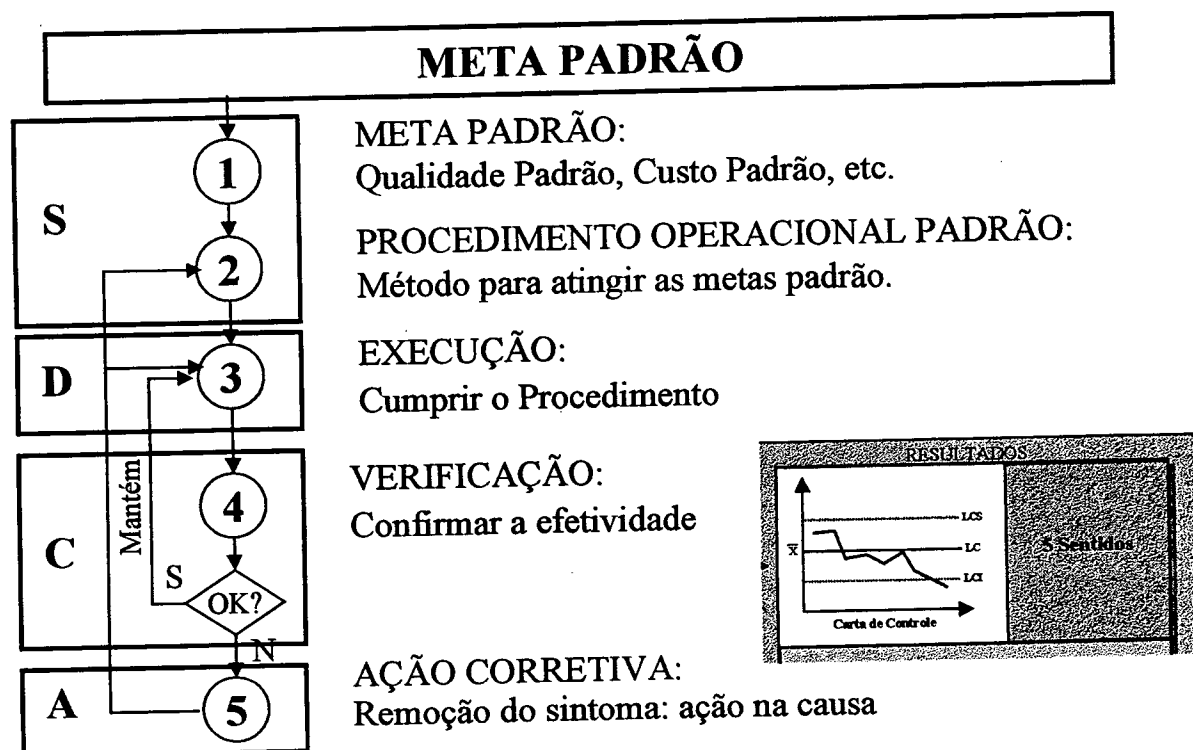 META PADRÃO
S
1
2
META PADRÃO:
Qualidade Padrão, Custo Padrão, etc.
PROCEDIMENTO OPERACIONAL PADRÃO:
Método para atingir as metas padrão.
D
3
EXECUÇÃO:
Cumprir o Procedimento
C
Mantém
4
S
OK?
N
VERIFICAÇÃO:
Confirmar a efetividade
RESULTADOS
X̅
LCS
LC
LCI
Carta de Controle
5 Sentidos
A
5
AÇÃO CORRETIVA:
Remoção do sintoma: ação na causa